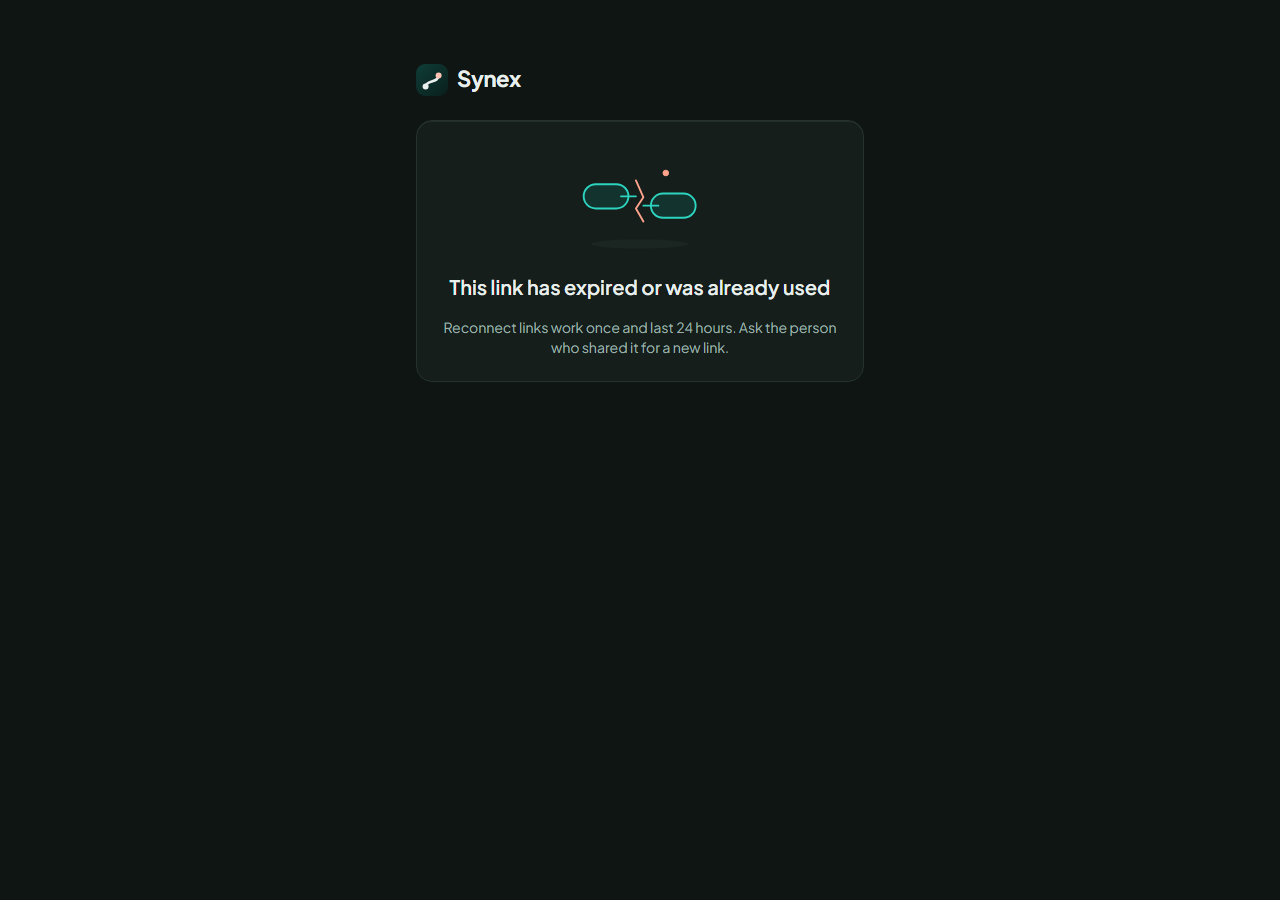 Synex
This link has expired or was already used
Reconnect links work once and last 24 hours. Ask the person
who shared it for a new link.